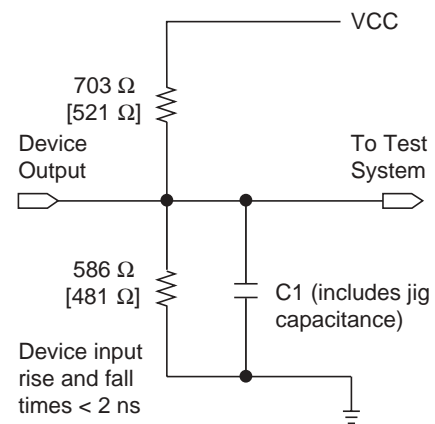 VCC
703 Ω
[521 Ω]
Device
Output
To Test
System
586 Ω
[481 Ω]
C1 (includes jig
capacitance)
Device input
rise and fall
times < 2 ns